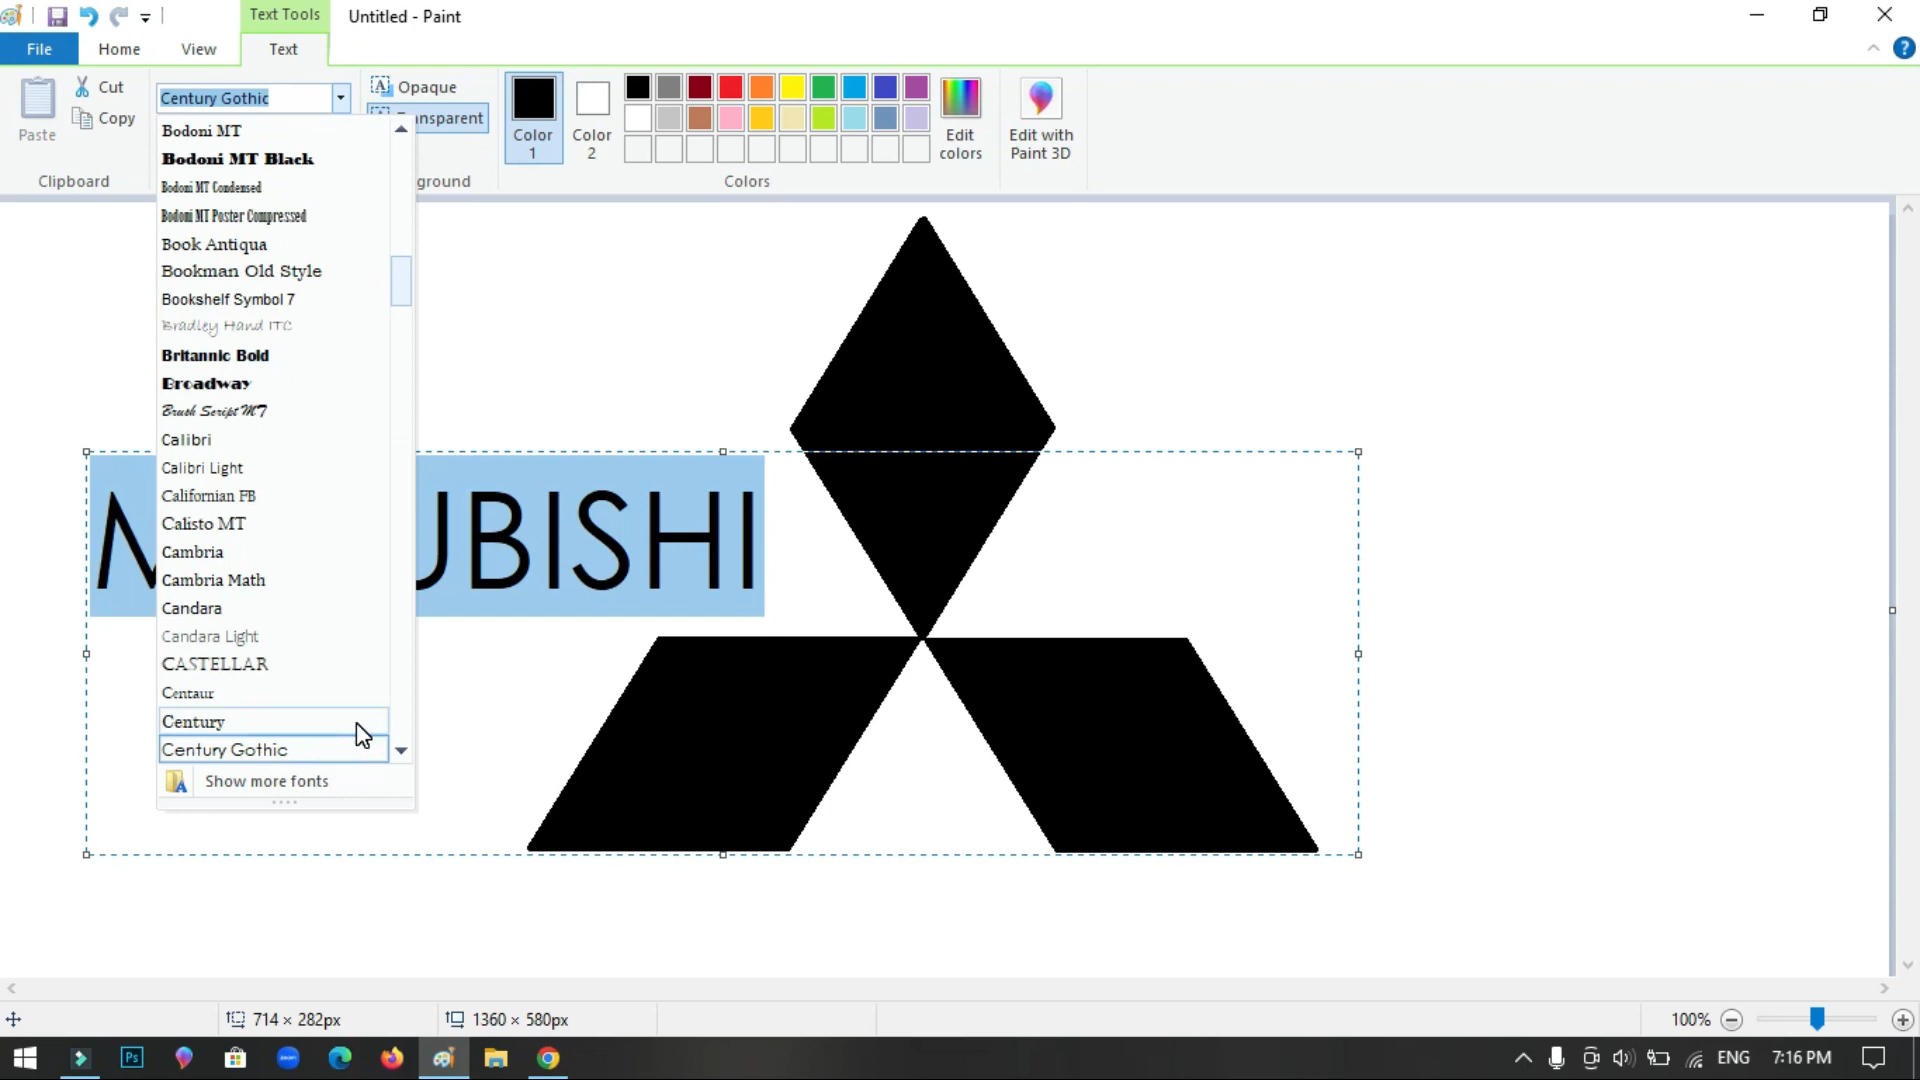 Text Tools
Untitled - Paint
File
Home
View
Text
Paste
Cut
Copy
Clipboard
Century Gothic
Opaque
ansparent
ground
Color
1
Color
2
Edit
colors
Colors
Edit with
Paint 3D
Bodoni MT
Bodoni MT Black
Bodoni MT Condensed
Bodoni MT Poster Compressed
Book Antiqua
Bookman Old Style
Bookshelf Symbol 7
Bradley Hand ITC
Britannic Bold
Broadway
Brush Script MT
Calibri
Calibri Light
Californian FB
Calisto MT
Cambria
Cambria Math
Candara
Candara Light
CASTELLAR
Centaur
Century
Century Gothic
Show more fonts
M UBISHI
714 × 282px
1360 × 580px
100%
Ps
zoom
ENG
7:16 PM